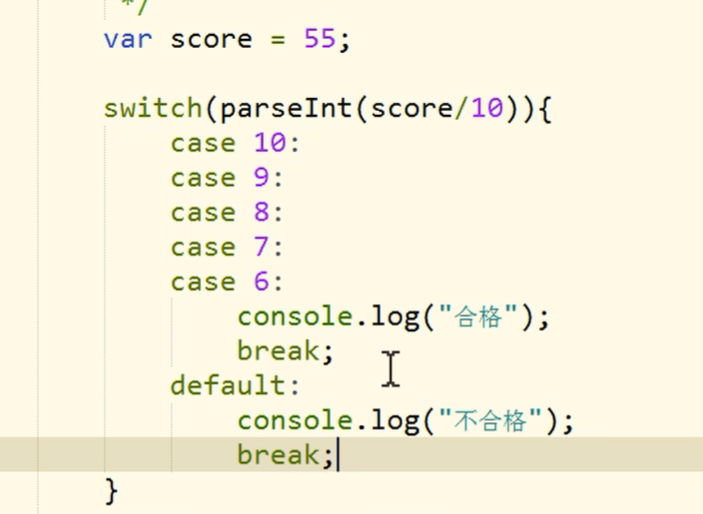 */
var score = 55;
switch(parseInt(score/10)){
case 10:
case 9:
case 8:
case 7:
case 6:
console.log("合格");
break;
default:
console.log("不合格");
break;
}